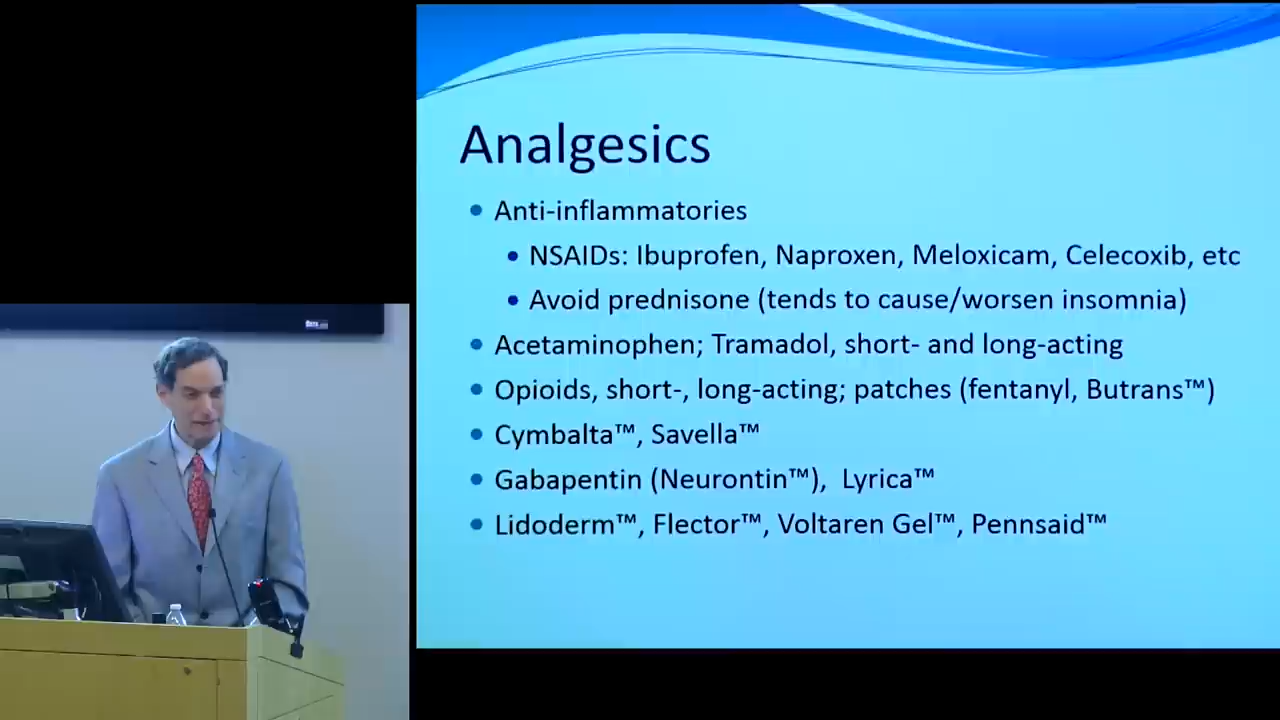 Analgesics
• Anti-inflammatories
• NSAIDs: Ibuprofen, Naproxen, Meloxicam, Celecoxib, etc
• Avoid prednisone (tends to cause/worsen insomnia)
• Acetaminophen; Tramadol, short- and long-acting
• Opioids, short-, long-acting; patches (fentanyl, Butrans™)
• Cymbalta™, Savella™
• Gabapentin (Neurontin™),  Lyrica™
• Lidoderm™, Flector™, Voltaren Gel™, Pennsaid™